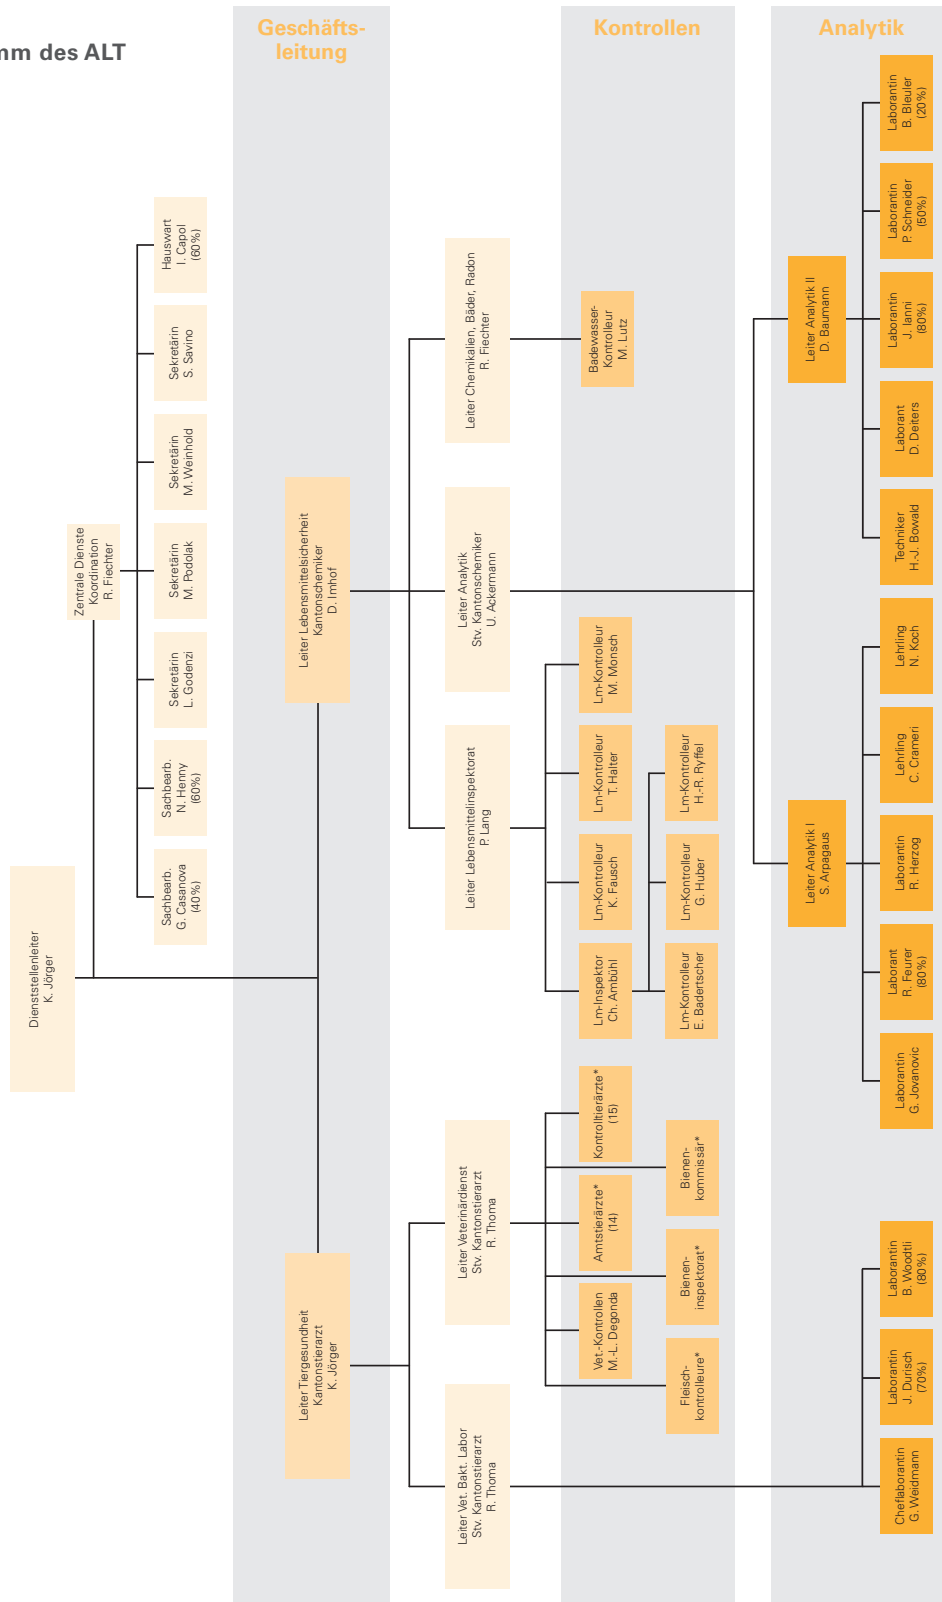 mm des ALT
Geschäfts-
leitung
Kontrollen
Analytik
Dienststellenleiter
K. Jörger
Zentrale Dienste
Koordination
R. Fiechter
Sachbearb.
G. Casanova
(40%)
Sachbearb.
N. Henny
(60%)
Sekretärin
L. Godenzi
Sekretärin
M. Podolak
Sekretärin
M. Weinhold
Sekretärin
S. Savino
Hauswart
I. Capol
(60%)
Leiter Tiergesundheit
Kantonstierarzt
K. Jörger
Leiter Lebensmittelsicherheit
Kantonschemiker
D. Imhof
Leiter Vet. Bakt. Labor
Stv. Kantonstierarzt
R. Thoma
Leiter Veterinärdienst
Stv. Kantonstierarzt
R. Thoma
Leiter Lebensmittelinspektorat
P. Lang
Leiter Analytik
Stv. Kantonschemiker
U. Ackermann
Leiter Chemikalien, Bäder, Radon
R. Fiechter
Vet.-Kontrollen
M.-L. Degonda
Amtstierärzte*
(14)
Kontrolltierärzte*
(15)
Lm-Inspektor
Ch. Ambühl
Lm-Kontrolleur
K. Fausch
Lm-Kontrolleur
T. Halter
Lm-Kontrolleur
M. Monsch
Badewasser-
Kontrolleur
M. Lutz
Fleisch-
kontrolleure*
Bienen-
inspektorat*
Bienen-
kommissär*
Lm-Kontrolleur
E. Badertscher
Lm-Kontrolleur
G. Huber
Lm-Kontrolleur
H.-R. Ryffel
Leiter Analytik I
S. Arpagaus
Leiter Analytik II
D. Baumann
Cheflaborantin
G. Weidmann
Laborantin
J. Durisch
(70%)
Laborantin
B. Woodtli
(80%)
Laborantin
G. Jovanovic
Laborant
R. Feurer
(80%)
Laborantin
R. Herzog
Lehrling
C. Crameri
Lehrling
N. Koch
Techniker
H.-J. Bowald
Laborant
D. Deiters
Laborantin
J. Ianni
(80%)
Laborantin
P. Schneider
(50%)
Laborantin
B. Bleuler
(20%)